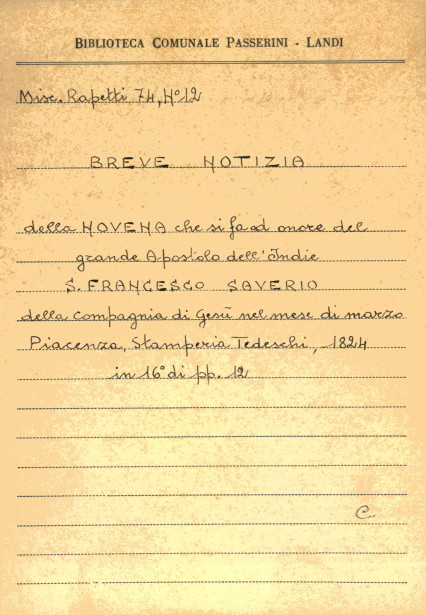 BIBLIOTECA COMUNALE PASSERINI - LANDI
Misc. Rapetti 74, N° 12
BREVE NOTIZIA
della NOVENA che si fa ad onore del
grande Apostolo dell'Indie
S. FRANCESCO SAVERIO
della Compagnia di Gesù nel mese di marzo
Piacenza, Stamperia Tedeschi, 1824
in 16° di pp. 12
C